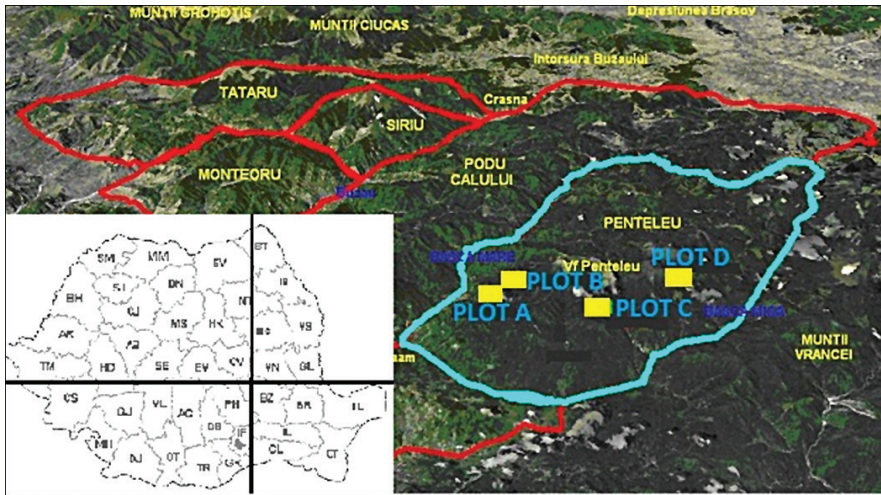 MUNTII GROHOTIS
MUNTII CIUCAS
Depresiunea Brasov
Intorsura Buzaului
TATARU
Crasna
SIRIU
MONTEORU
PODU
CALULUI
PENTELEU
Vf Penteleu
PLOT D
PLOT B
PLOT A
PLOT C
MUNTII
VRANCEI
SM
MM
SV
BT
SJ
BN
IS
BH
NT
CJ
MS
HR
VS
AR
AB
TM
HD
SB
CV
VN
GL
CS
GJ
VL
AG
PH
BZ
BR
TL
DB
IF
IL
MH
DJ
OT
TR
CL
CT